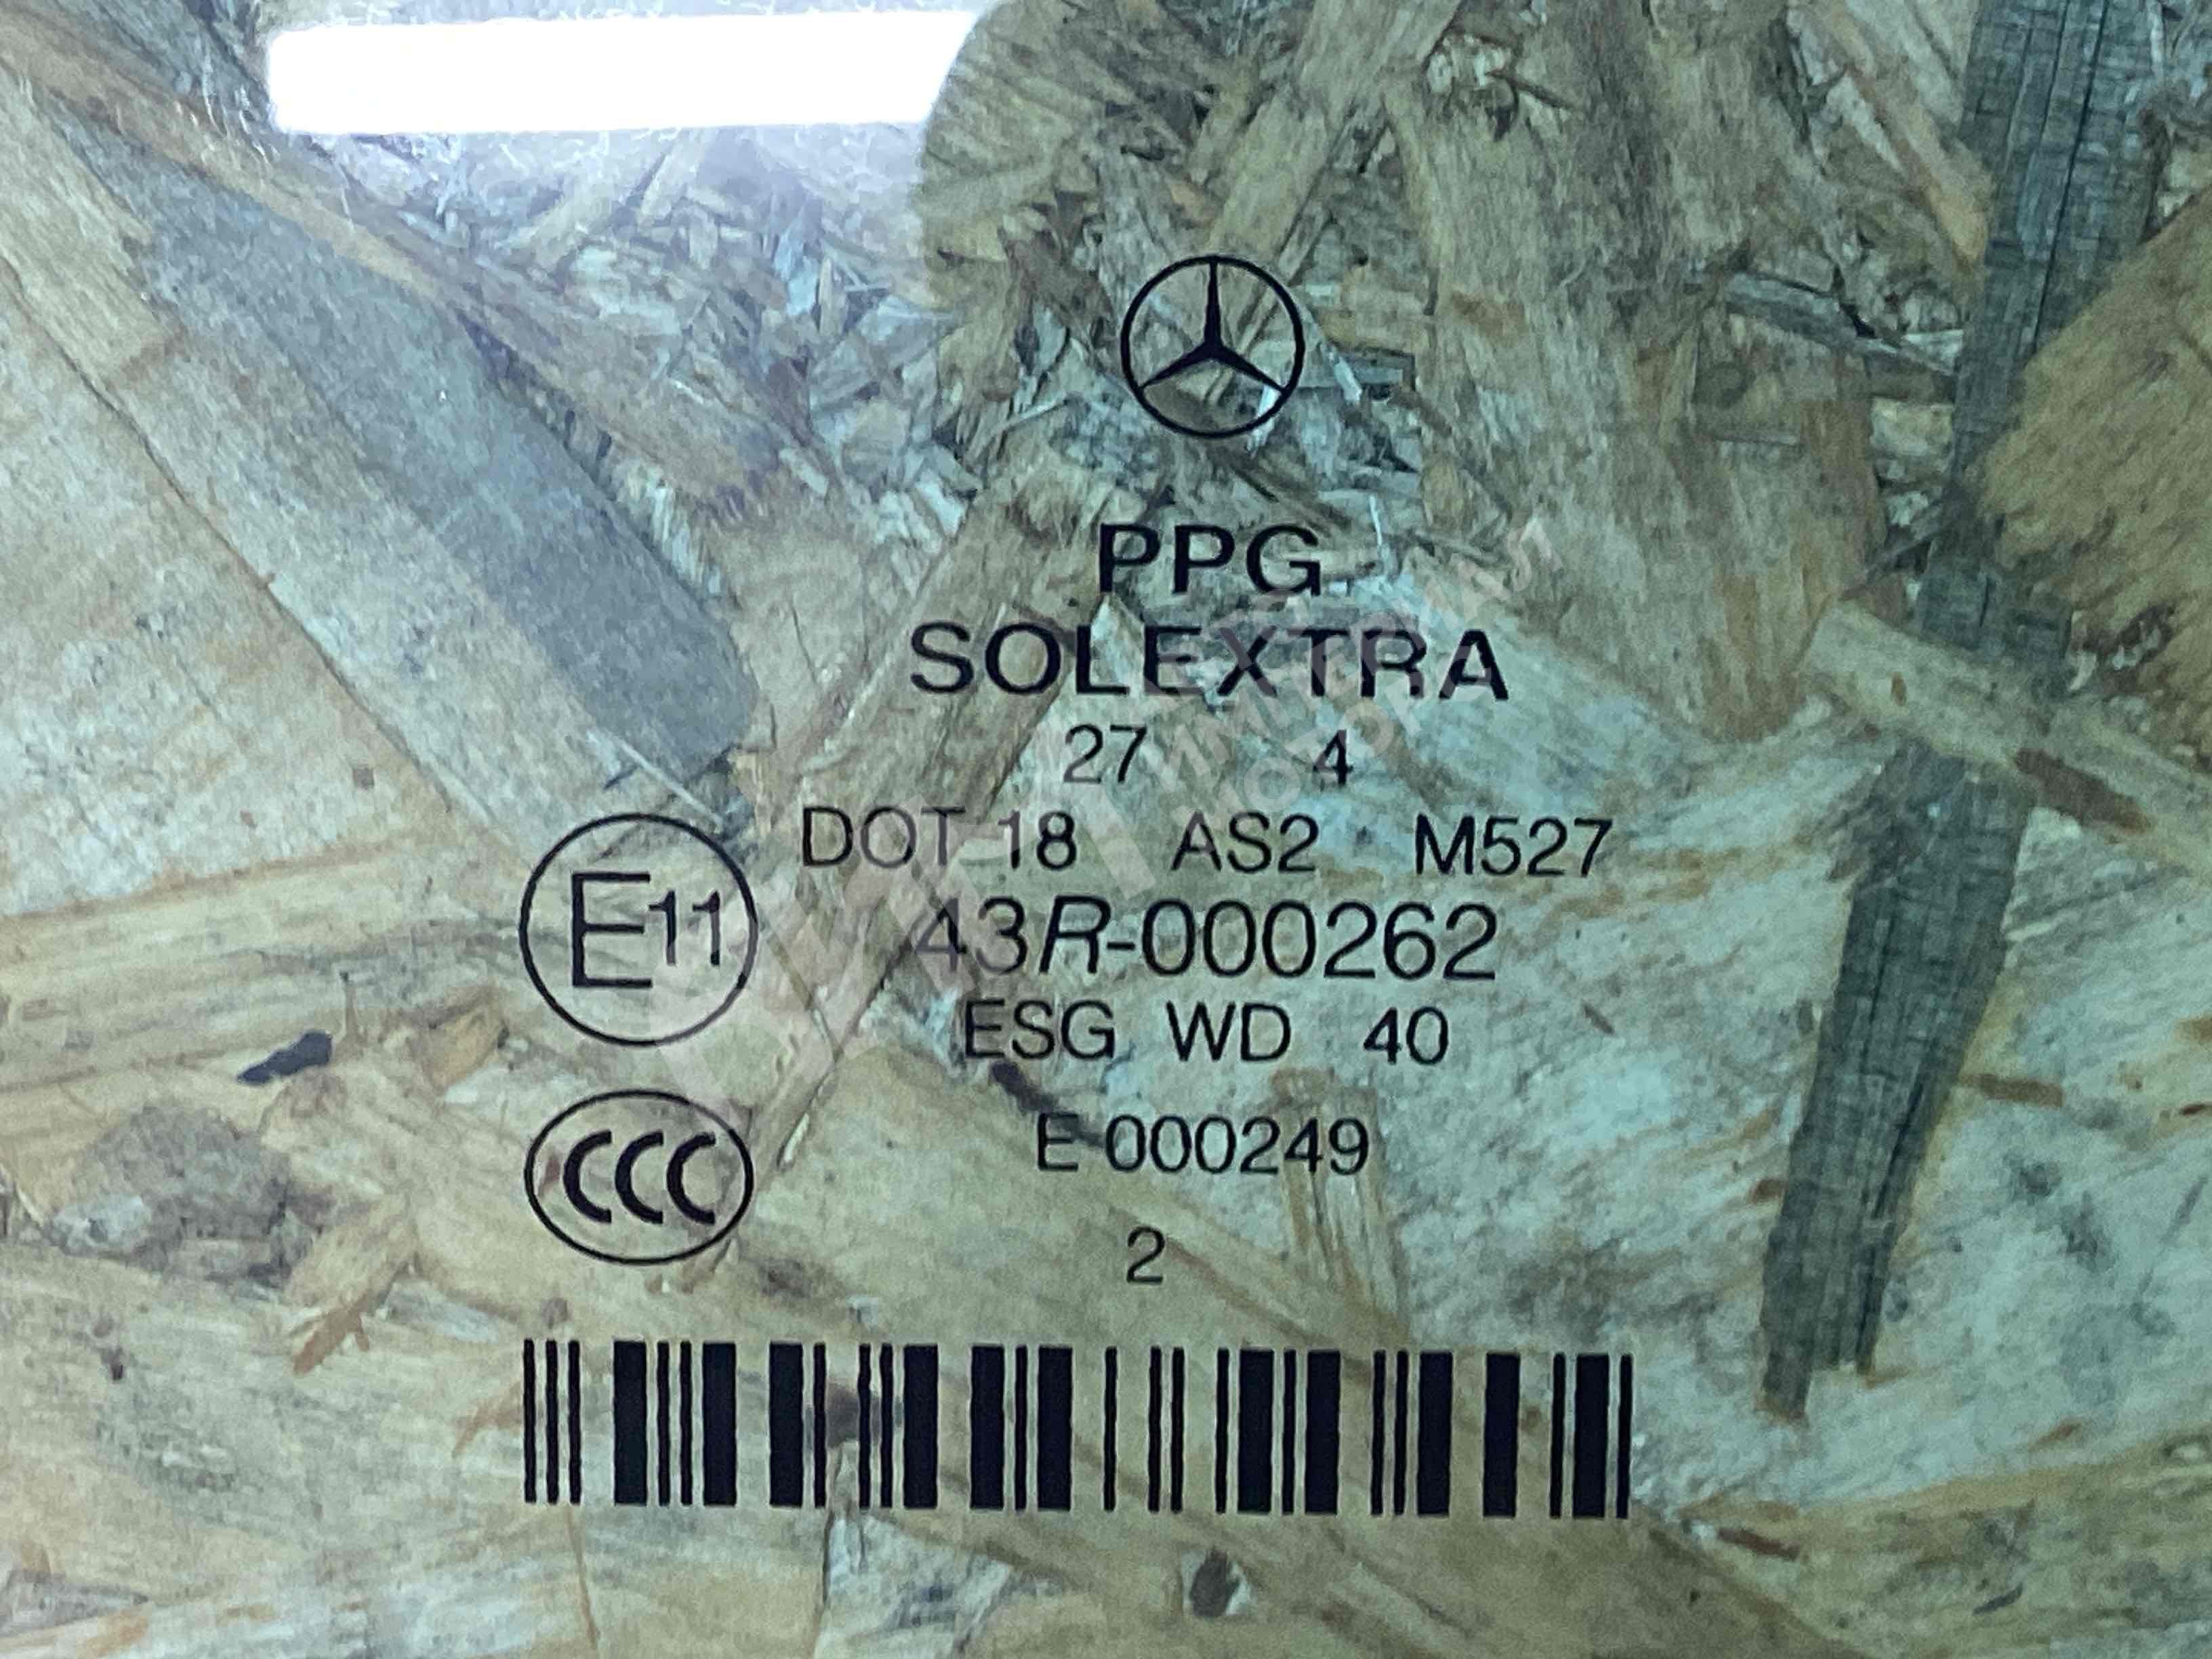 PPG
SOLEXTRA
27 4
DOT-18 AS2 M527
E11 43R-000262
ESG WD 40
CCC E 000249
2